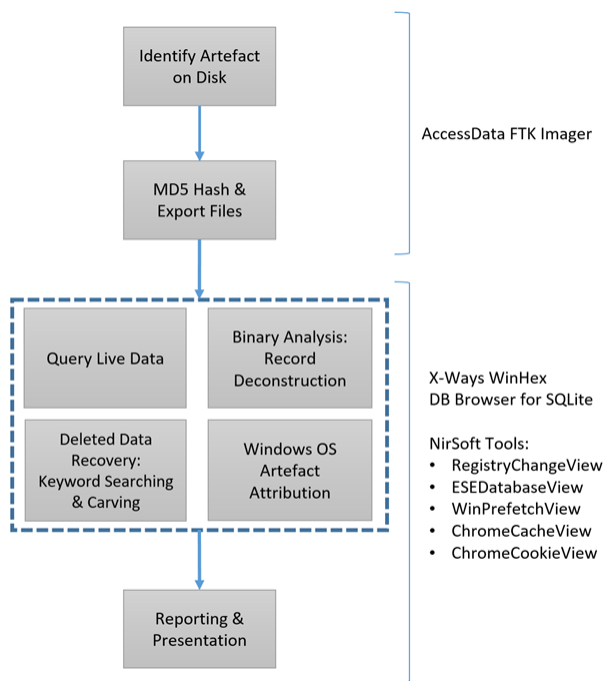 Identify Artefact
on Disk
AccessData FTK Imager
MD5 Hash &
Export Files
Query Live Data
Binary Analysis:
Record
Deconstruction
Deleted Data
Recovery:
Keyword Searching
& Carving
Windows OS
Artefact
Attribution
X-Ways WinHex
DB Browser for SQLite
NirSoft Tools:
• RegistryChangeView
• ESEDatabaseView
• WinPrefetchView
• ChromeCacheView
• ChromeCookieView
Reporting &
Presentation